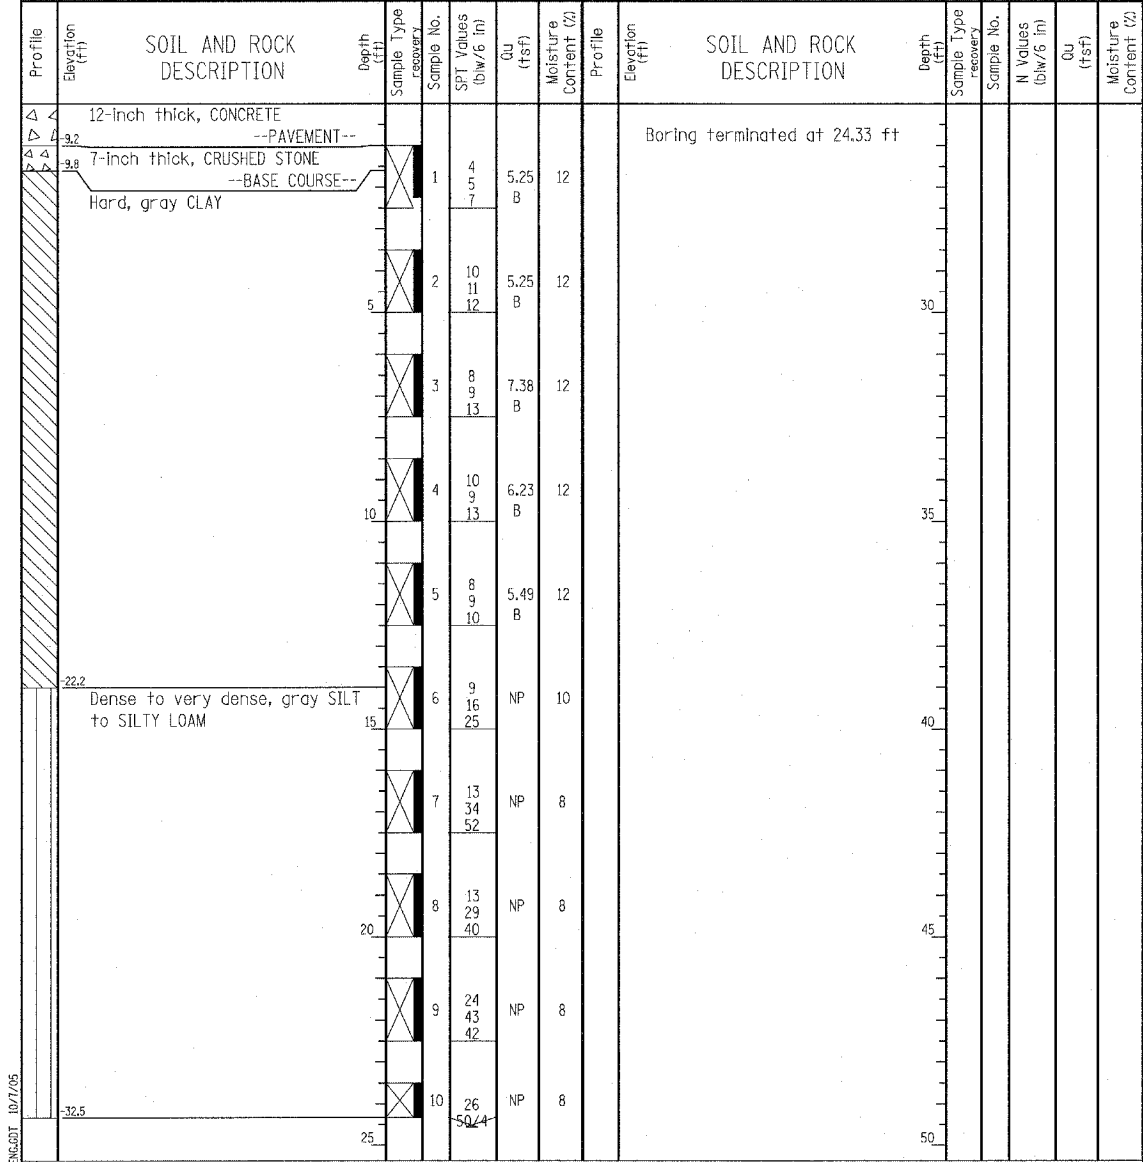 Profile
Elevation (ft)
SOIL AND ROCK
DESCRIPTION
Depth (ft)
Sample Type
recovery
Sample No.
SPT Values
(blw/6 in)
Qu
(tsf)
Moisture
Content (%)
Profile
Elevation (ft)
SOIL AND ROCK
DESCRIPTION
Depth (ft)
Sample Type
recovery
Sample No.
N Values
(blw/6 in)
Qu
(tsf)
Moisture
Content (%)
12-inch thick, CONCRETE
-9.2 --PAVEMENT--
-9.8 7-inch thick, CRUSHED STONE
--BASE COURSE--
Hard, gray CLAY
1 4 5 7 5.25 B 12
2 10 11 12 5.25 B 12
5
3 8 9 13 7.38 B 12
4 10 9 13 6.23 B 12
10
5 8 9 10 5.49 B 12
-22.2
Dense to very dense, gray SILT
to SILTY LOAM
6 9 16 25 NP 10
15
7 13 34 52 NP 8
8 13 29 40 NP 8
20
9 24 43 42 NP 8
10 26 50/4 NP 8
-32.5
25
Boring terminated at 24.33 ft
30
35
40
45
50
ENG.GDT 10/7/05